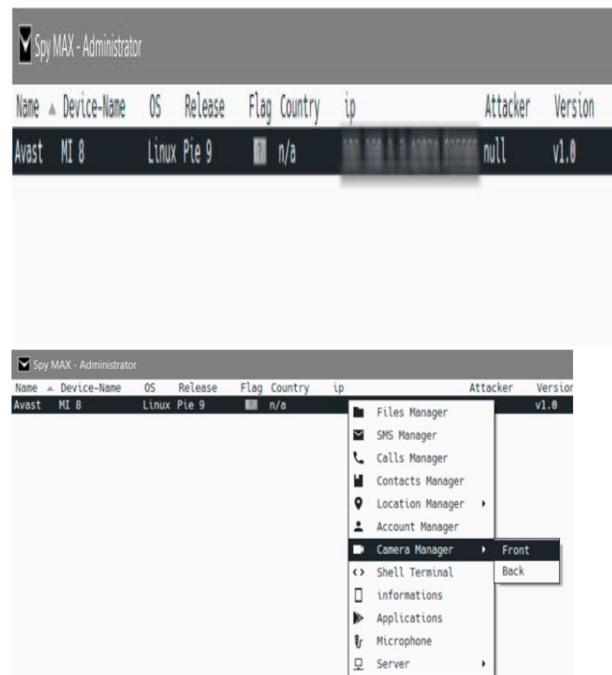 Spy MAX - Administrator
Name Device-Name OS Release Flag Country ip Attacker Version
Avast MI 8 Linux Pie 9 ? n/a null v1.0
Spy MAX - Administrator
Name Device-Name OS Release Flag Country ip Attacker Version
Avast MI 8 Linux Pie 9 ? n/a v1.0
Files Manager
SMS Manager
Calls Manager
Contacts Manager
Location Manager
Account Manager
Camera Manager Front
Shell Terminal Back
informations
Applications
Microphone
Server